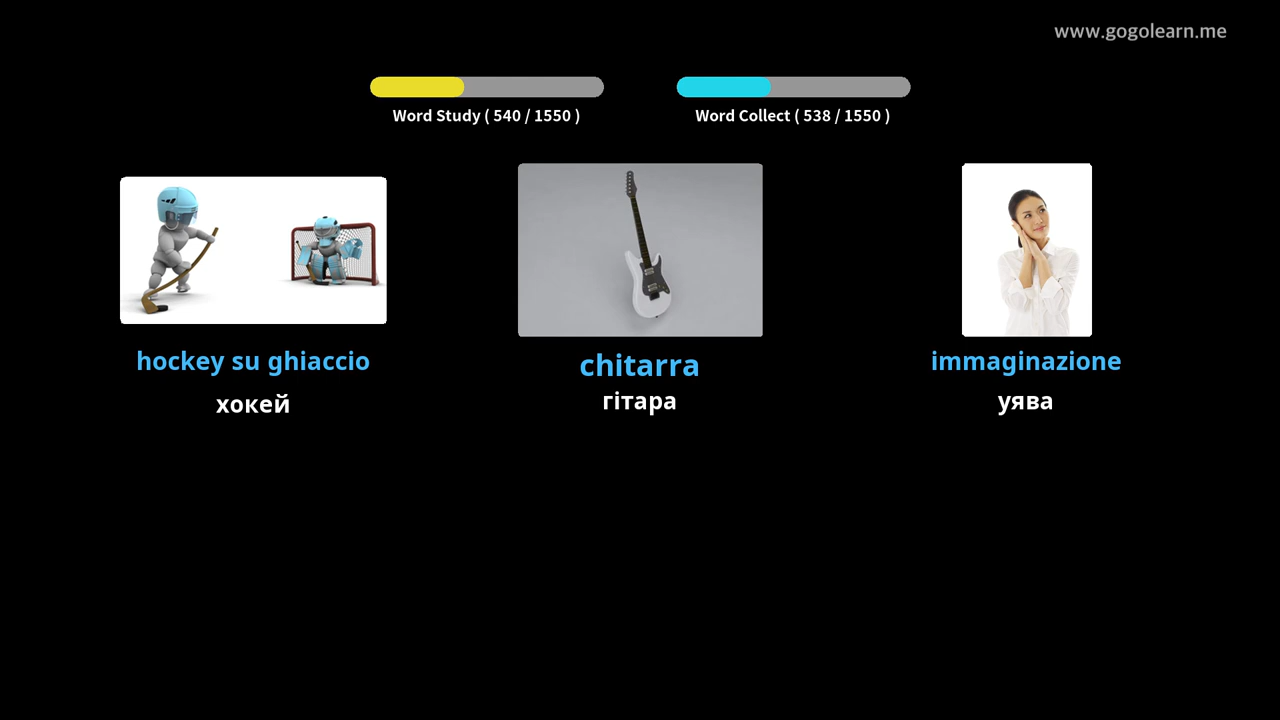 www.gogolearn.me
Word Study ( 540 / 1550 )
Word Collect ( 538 / 1550 )
hockey su ghiaccio
chitarra
immaginazione
хокей
гітара
уява